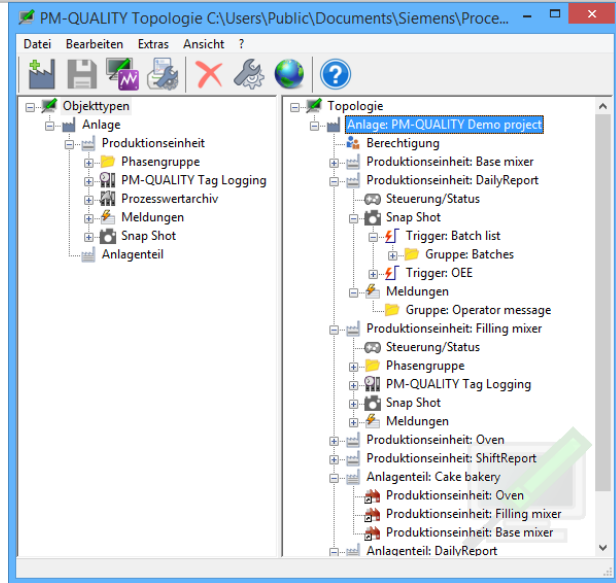 PM-QUALITY Topologie C:\Users\Public\Documents\Siemens\Proce...
Datei Bearbeiten Extras Ansicht ?
Objekttypen
Anlage
Produktionseinheit
Phasengruppe
PM-QUALITY Tag Logging
Prozesswertarchiv
Meldungen
Snap Shot
Anlagenteil
Topologie
Anlage: PM-QUALITY Demo project
Berechtigung
Produktionseinheit: Base mixer
Produktionseinheit: DailyReport
Steuerung/Status
Snap Shot
Trigger: Batch list
Gruppe: Batches
Trigger: OEE
Meldungen
Gruppe: Operator message
Produktionseinheit: Filling mixer
Steuerung/Status
Phasengruppe
PM-QUALITY Tag Logging
Snap Shot
Meldungen
Produktionseinheit: Oven
Produktionseinheit: ShiftReport
Anlagenteil: Cake bakery
Produktionseinheit: Oven
Produktionseinheit: Filling mixer
Produktionseinheit: Base mixer
Anlagenteil: DailyReport